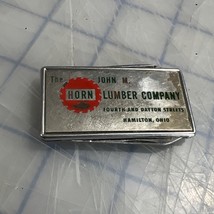 The JOHN M.
HORN LUMBER COMPANY
FOURTH AND DAYTON STREETS
HAMILTON, OHIO